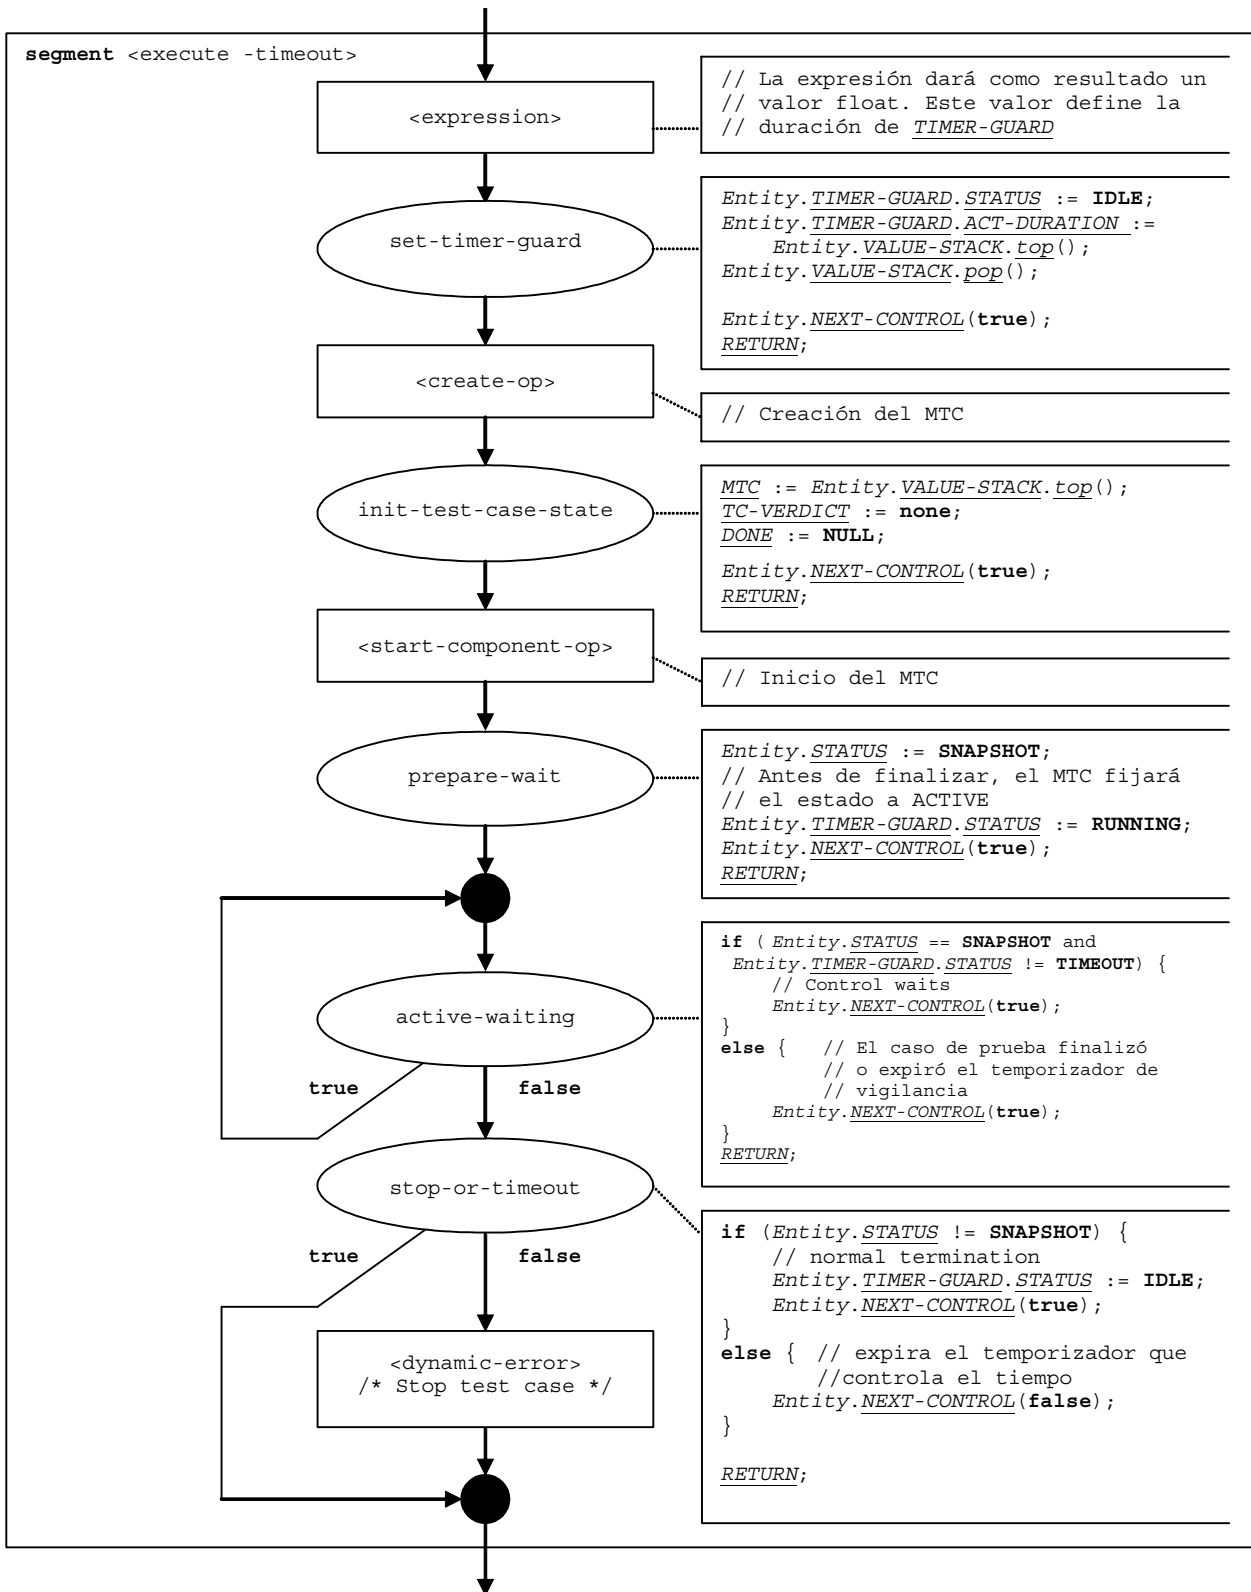 segment <execute -timeout>
<expression>
// La expresión dará como resultado un
// valor float. Este valor define la
// duración de TIMER-GUARD
set-timer-guard
Entity.TIMER-GUARD.STATUS := IDLE;
Entity.TIMER-GUARD.ACT-DURATION :=
Entity.VALUE-STACK.top();
Entity.VALUE-STACK.pop();
Entity.NEXT-CONTROL(true);
RETURN;
<create-op>
// Creación del MTC
init-test-case-state
MTC := Entity.VALUE-STACK.top();
TC-VERDICT := none;
DONE := NULL;
Entity.NEXT-CONTROL(true);
RETURN;
<start-component-op>
// Inicio del MTC
prepare-wait
Entity.STATUS := SNAPSHOT;
// Antes de finalizar, el MTC fijará
// el estado a ACTIVE
Entity.TIMER-GUARD.STATUS := RUNNING;
Entity.NEXT-CONTROL(true);
RETURN;
active-waiting
true
false
if ( Entity.STATUS == SNAPSHOT and
Entity.TIMER-GUARD.STATUS != TIMEOUT) {
// Control waits
Entity.NEXT-CONTROL(true);
}
else { // El caso de prueba finalizó
// o expiró el temporizador de
// vigilancia
Entity.NEXT-CONTROL(true);
}
RETURN;
stop-or-timeout
true
false
if (Entity.STATUS != SNAPSHOT) {
// normal termination
Entity.TIMER-GUARD.STATUS := IDLE;
Entity.NEXT-CONTROL(true);
}
else { // expira el temporizador que
//controla el tiempo
Entity.NEXT-CONTROL(false);
}
RETURN;
<dynamic-error>
/* Stop test case */